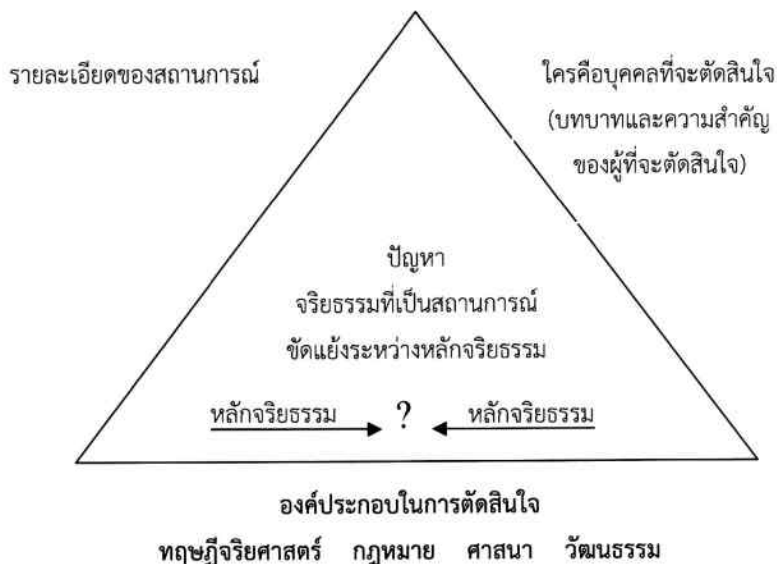 รายละเอียดของสถานการณ์
ใครคือบุคคลที่จะตัดสินใจ
(บทบาทและความสำคัญ
ของผู้ที่จะตัดสินใจ)
ปัญหา
จริยธรรมที่เป็นสถานการณ์
ขัดแย้งระหว่างหลักจริยธรรม
หลักจริยธรรม ? หลักจริยธรรม
องค์ประกอบในการตัดสินใจ
ทฤษฎีจริยศาสตร์ กฎหมาย ศาสนา วัฒนธรรม